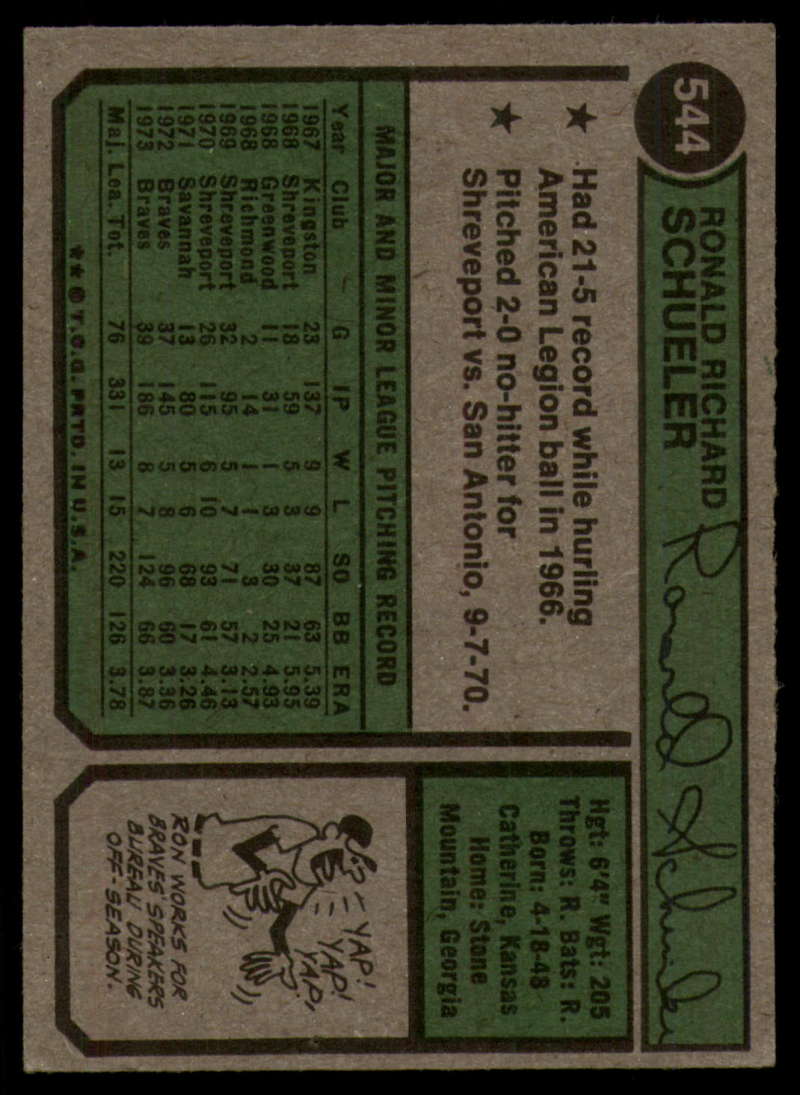 544
RONALD RICHARD
SCHUELER
Ronald Schueler
★ Had 21-5 record while hurling
American Legion ball in 1966.
★ Pitched 2-0 no-hitter for
Shreveport vs. San Antonio, 9-7-70.
MAJOR AND MINOR LEAGUE PITCHING RECORD
Year Club G IP W L SO BB ERA
1967 Kingston 23 137 9 9 87 63 5.39
1968 Shreveport 18 59 5 3 37 21 5.95
1968 Greenwood 11 31 1 3 30 25 4.93
1968 Richmond 2 14 1 1 3 2 2.57
1969 Shreveport 32 95 5 7 71 57 3.13
1970 Shreveport 26 115 6 10 93 61 4.46
1971 Savannah 13 80 5 6 68 17 3.26
1972 Braves 37 145 5 8 96 60 3.36
1973 Braves 39 186 8 7 124 66 3.87
Maj. Lea. Tot. 76 331 13 15 220 126 3.78
★★©T.C.G. PRTD. IN U.S.A.
Hgt: 6'4" Wgt: 205
Throws: R. Bats: R.
Born: 4-18-48
Catherine, Kansas
Home: Stone
Mountain, Georgia
YAP!
YAP!
YAP!
RON WORKS FOR
BRAVES' SPEAKERS
BUREAU DURING
OFF-SEASON.